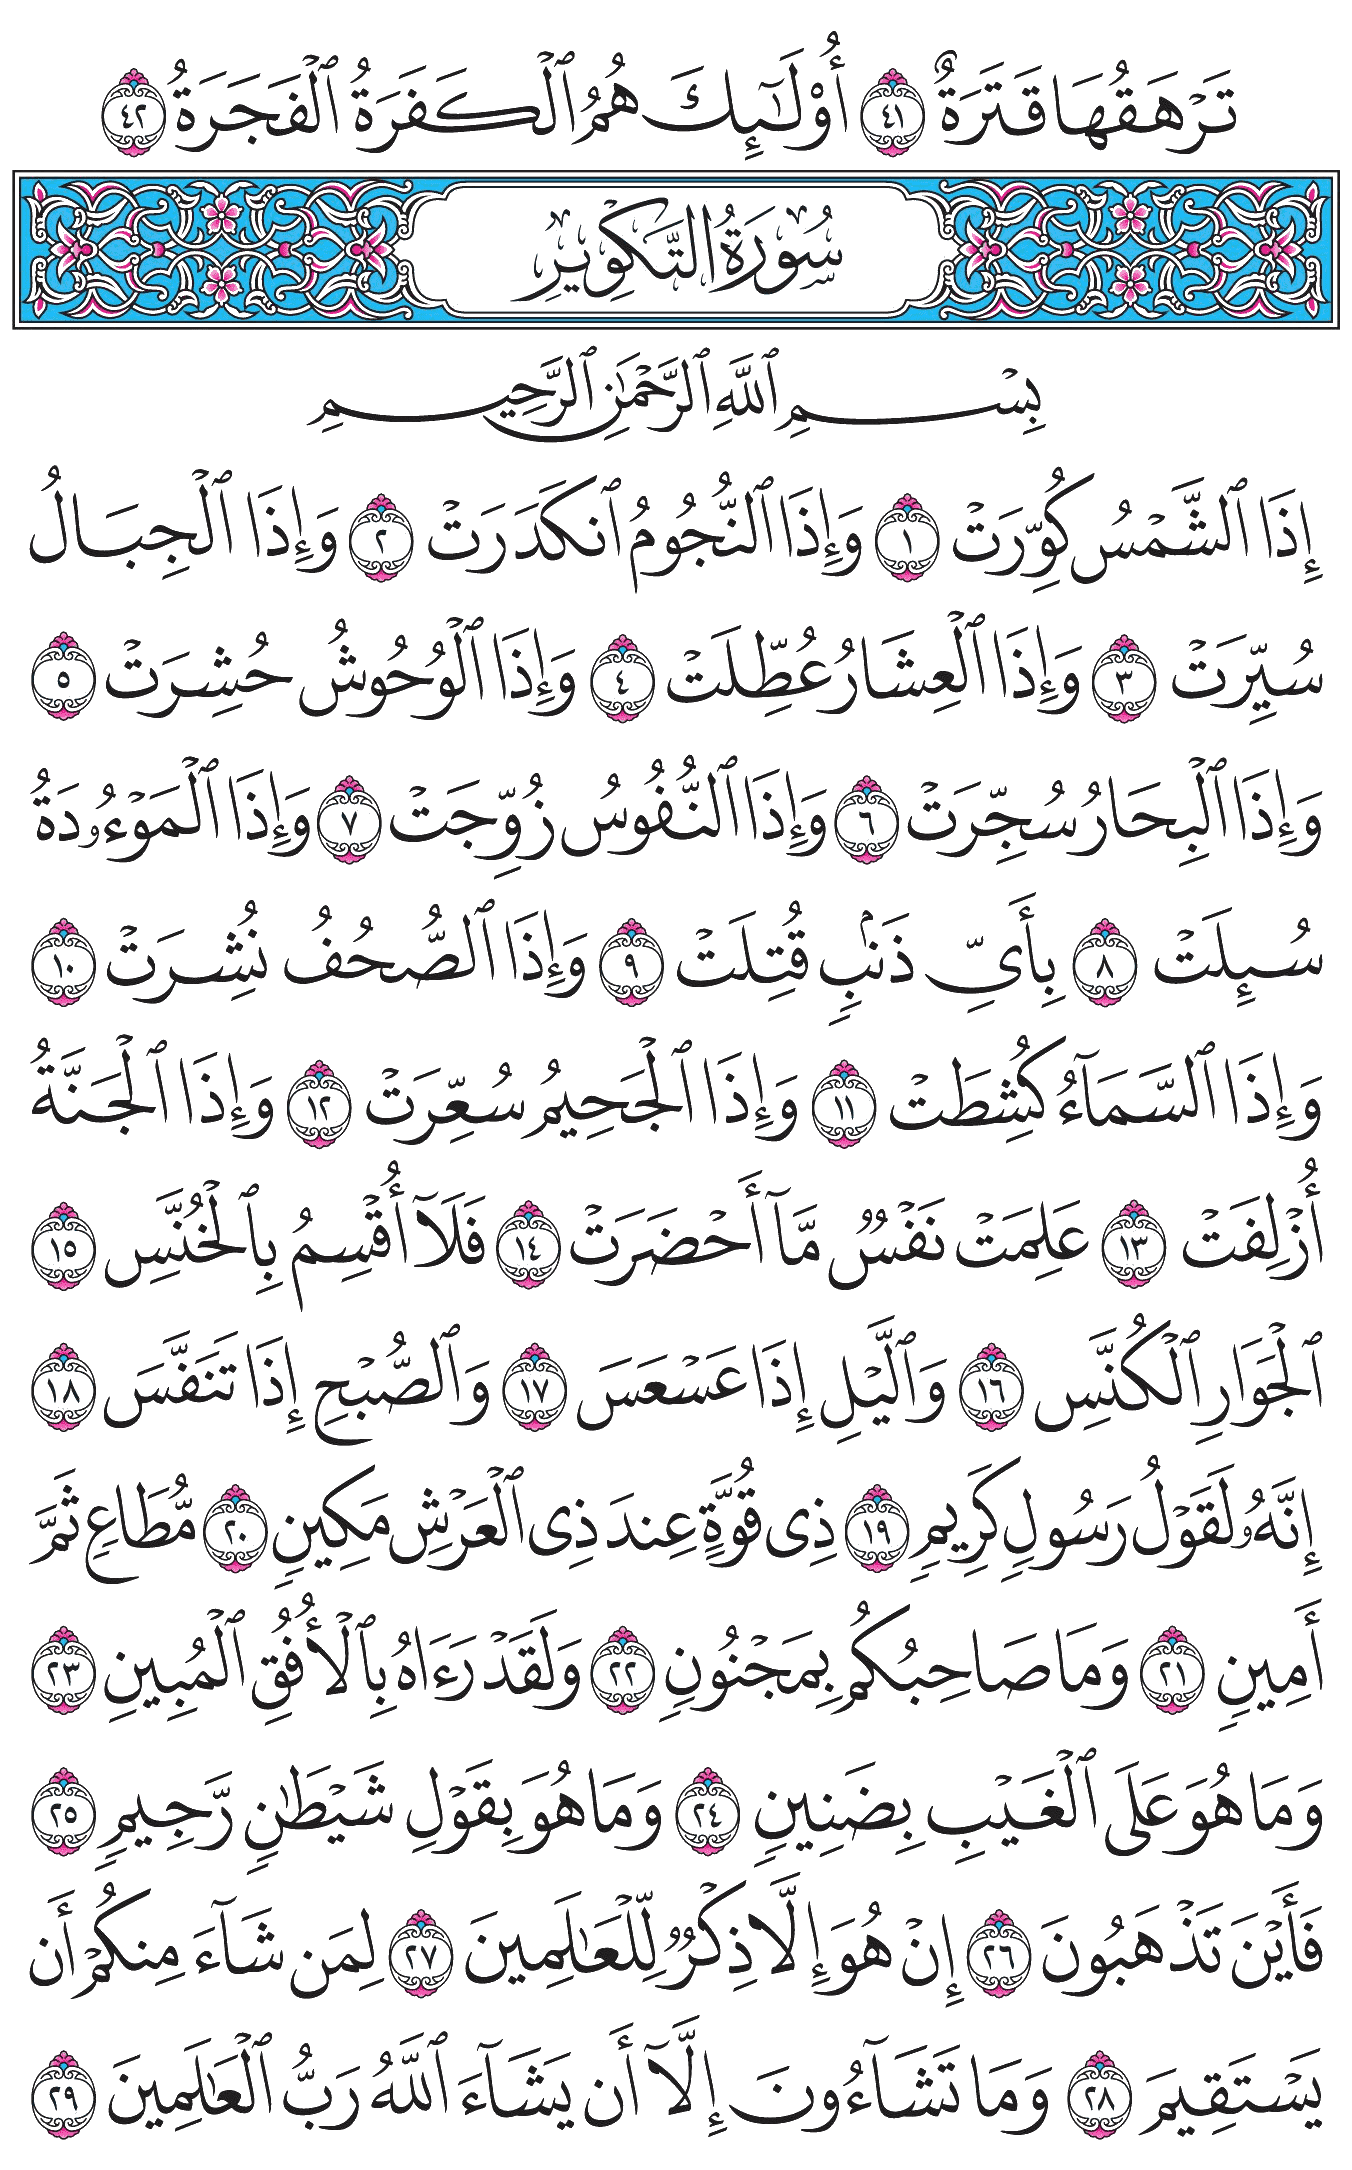 تَرْهَقُهَا قَتَرَةٌ ٤١ أُو۟لَـٰٓئِكَ هُمُ ٱلْكَفَرَةُ ٱلْفَجَرَةُ ٤٢
سُورَةُ التَّكْوِيرِ
بِسْمِ ٱللَّهِ ٱلرَّحْمَـٰنِ ٱلرَّحِيمِ
إِذَا ٱلشَّمْسُ كُوِّرَتْ ١ وَإِذَا ٱلنُّجُومُ ٱنكَدَرَتْ ٢ وَإِذَا ٱلْجِبَالُ
سُيِّرَتْ ٣ وَإِذَا ٱلْعِشَارُ عُطِّلَتْ ٤ وَإِذَا ٱلْوُحُوشُ حُشِرَتْ ٥
وَإِذَا ٱلْبِحَارُ سُجِّرَتْ ٦ وَإِذَا ٱلنُّفُوسُ زُوِّجَتْ ٧ وَإِذَا ٱلْمَوْءُۥدَةُ
سُئِلَتْ ٨ بِأَىِّ ذَنۢبٍ قُتِلَتْ ٩ وَإِذَا ٱلصُّحُفُ نُشِرَتْ ١٠
وَإِذَا ٱلسَّمَآءُ كُشِطَتْ ١١ وَإِذَا ٱلْجَحِيمُ سُعِّرَتْ ١٢ وَإِذَا ٱلْجَنَّةُ
أُزْلِفَتْ ١٣ عَلِمَتْ نَفْسٌ مَّآ أَحْضَرَتْ ١٤ فَلَآ أُقْسِمُ بِٱلْخُنَّسِ ١٥
ٱلْجَوَارِ ٱلْكُنَّسِ ١٦ وَٱلَّيْلِ إِذَا عَسْعَسَ ١٧ وَٱلصُّبْحِ إِذَا تَنَفَّسَ ١٨
إِنَّهُۥ لَقَوْلُ رَسُولٍ كَرِيمٍ ١٩ ذِى قُوَّةٍ عِندَ ذِى ٱلْعَرْشِ مَكِينٍ ٢٠ مُّطَاعٍ ثَمَّ
أَمِينٍ ٢١ وَمَا صَاحِبُكُم بِمَجْنُونٍ ٢٢ وَلَقَدْ رَءَاهُ بِٱلْأُفُقِ ٱلْمُبِينِ ٢٣
وَمَا هُوَ عَلَى ٱلْغَيْبِ بِضَنِينٍ ٢٤ وَمَا هُوَ بِقَوْلِ شَيْطَـٰنٍ رَّجِيمٍ ٢٥
فَأَيْنَ تَذْهَبُونَ ٢٦ إِنْ هُوَ إِلَّا ذِكْرٌ لِّلْعَـٰلَمِينَ ٢٧ لِمَن شَآءَ مِنكُمْ أَن
يَسْتَقِيمَ ٢٨ وَمَا تَشَآءُونَ إِلَّآ أَن يَشَآءَ ٱللَّهُ رَبُّ ٱلْعَـٰلَمِينَ ٢٩